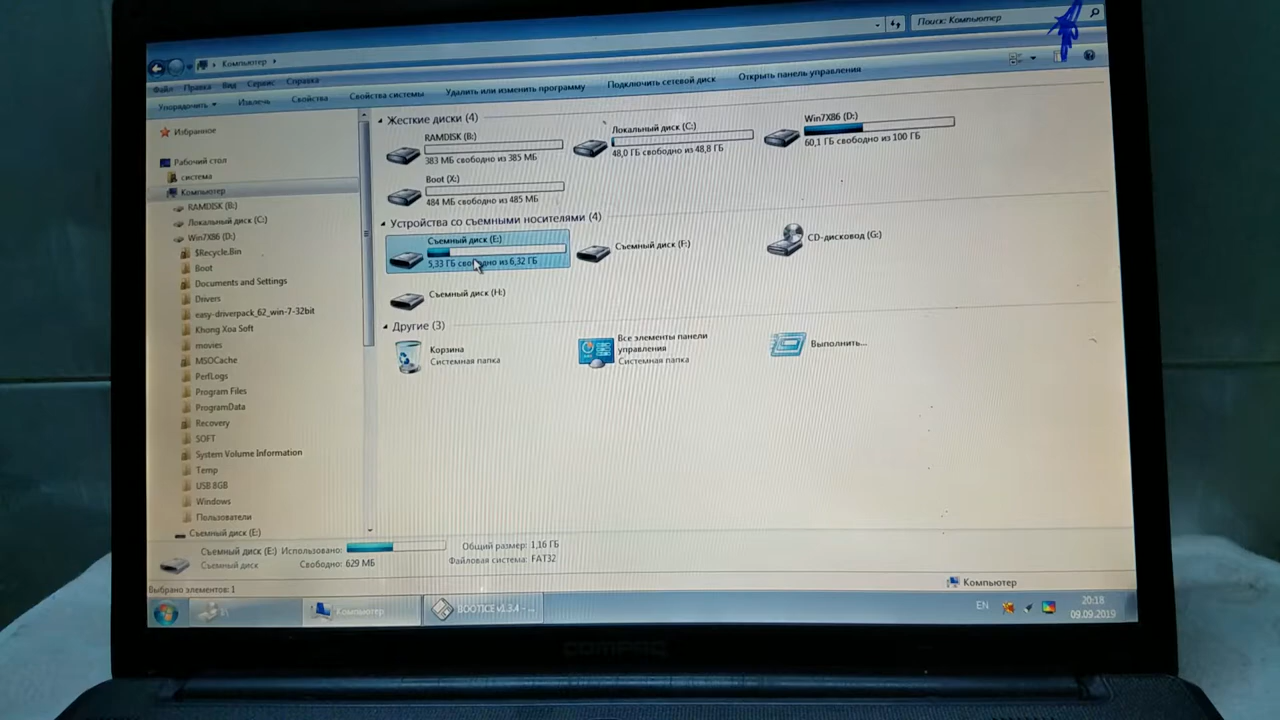 Поиск: Компьютер
Компьютер
Файл Правка Вид Сервис Справка
Упорядочить Извлечь Свойства Свойства системы Удалить или изменить программу Подключить сетевой диск Открыть панель управления
Избранное
Рабочий стол
система
Компьютер
RAMDISK (B:)
Локальный диск (C:)
Win7X86 (D:)
$Recycle.Bin
Boot
Documents and Settings
Drivers
easy-driverpack_62_win-7-32bit
Khong Xoa Soft
movies
MSOCache
PerfLogs
Program Files
ProgramData
Recovery
SOFT
System Volume Information
Temp
USB 8GB
Windows
Пользователи
Съемный диск (E:)
Жесткие диски (4)
RAMDISK (B:)
383 МБ свободно из 385 МБ
Локальный диск (C:)
48,0 ГБ свободно из 48,8 ГБ
Win7X86 (D:)
60,1 ГБ свободно из 100 ГБ
Boot (X:)
484 МБ свободно из 485 МБ
Устройства со съемными носителями (4)
Съемный диск (E:)
5,33 ГБ свободно из 6,32 ГБ
Съемный диск (F:)
CD-дисковод (G:)
Съемный диск (H:)
Другие (3)
Корзина
Системная папка
Все элементы панели
управления
Системная папка
Выполнить...
Съемный диск (E:) Использовано: Общий размер: 1,16 ГБ
Съемный диск Свободно: 629 МБ Файловая система: FAT32
Выбрано элементов: 1
Компьютер
Компьютер
BOOTICE v1.3.4 - ...
EN
20:18
09.09.2019
COMPAQ